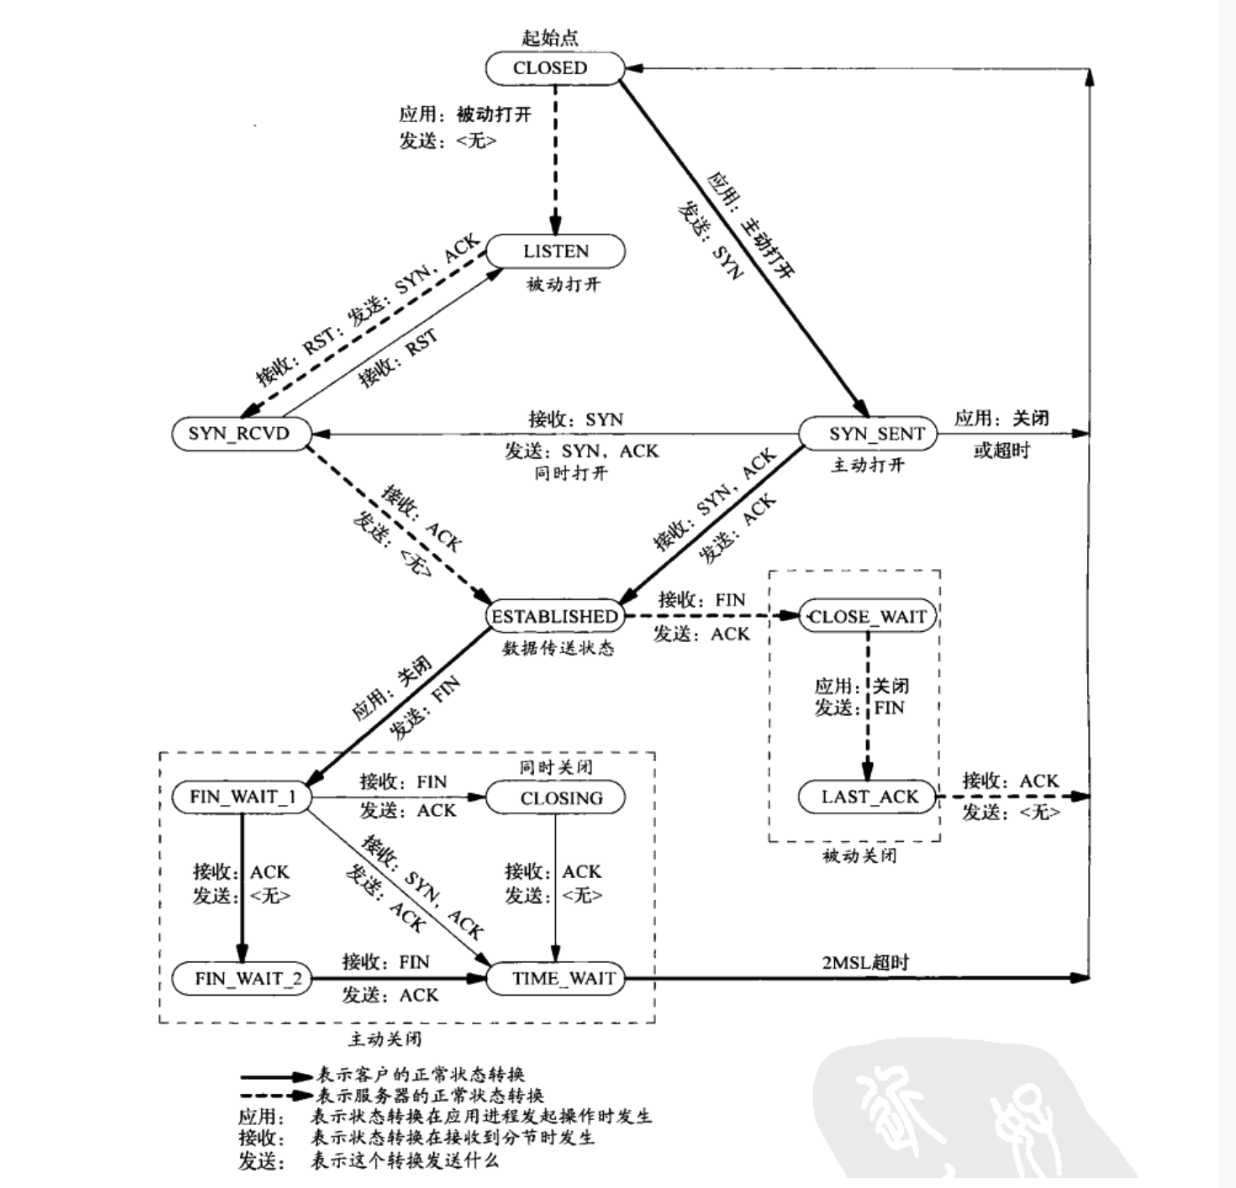 起始点
CLOSED
应用：被动打开
发送：<无>
应用：主动打开
发送：SYN
LISTEN
被动打开
接收：RST；发送：SYN，ACK
接收：RST
SYN_RCVD
接收：SYN
发送：SYN，ACK
同时打开
SYN_SENT
主动打开
应用：关闭
或超时
接收：ACK
发送：<无>
接收：SYN，ACK
发送：ACK
ESTABLISHED
数据传送状态
接收：FIN
发送：ACK
CLOSE_WAIT
应用：关闭
发送：FIN
应用：关闭
发送：FIN
LAST_ACK
接收：ACK
发送：<无>
被动关闭
同时关闭
FIN_WAIT_1
接收：FIN
发送：ACK
CLOSING
接收：ACK
发送：<无>
接收：SYN，ACK
发送：ACK
接收：ACK
发送：<无>
FIN_WAIT_2
接收：FIN
发送：ACK
TIME_WAIT
2MSL超时
主动关闭
表示客户的正常状态转换
表示服务器的正常状态转换
应用： 表示状态转换在应用进程发起操作时发生
接收： 表示状态转换在接收到分节时发生
发送： 表示这个转换发送什么